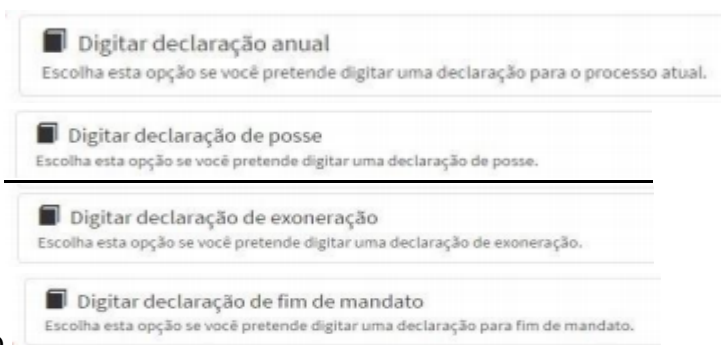 Digitar declaração anual
Escolha esta opção se você pretende digitar uma declaração para o processo atual.
Digitar declaração de posse
Escolha esta opção se você pretende digitar uma declaração de posse.
Digitar declaração de exoneração
Escolha esta opção se você pretende digitar uma declaração de exoneração.
Digitar declaração de fim de mandato
Escolha esta opção se você pretende digitar uma declaração para fim de mandato.